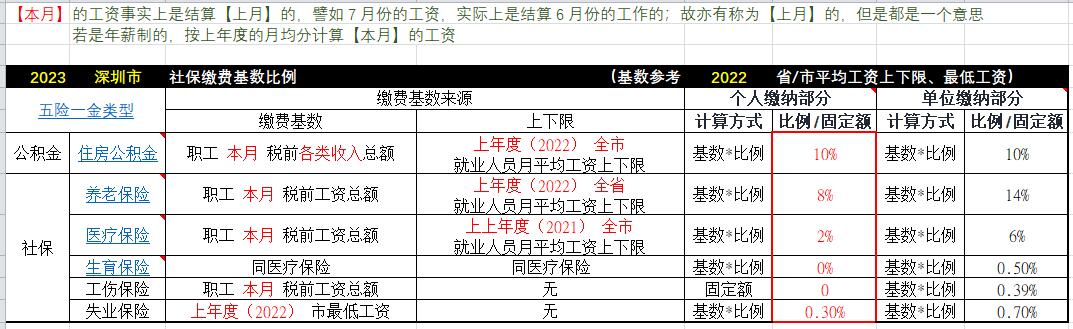 【本月】的工资事实上是结算【上月】的，譬如7月份的工资，实际上是结算6月份的工作的；故亦有称为【上月】的，但是都是一个意思
若是年薪制的，按上年度的月均分计算【本月】的工资
2023 深圳市 社保缴费基数比例 （基数参考 2022 省/市平均工资上下限、最低工资）
五险一金类型 缴费基数来源 个人缴纳部分 单位缴纳部分
缴费基数 上下限 计算方式 比例/固定额 计算方式 比例/固定额
公积金 住房公积金 职工 本月 税前各类收入总额 上年度（2022） 全市 基数*比例 10% 基数*比例 10%
就业人员月平均工资上下限
社保 养老保险 职工 本月 税前工资总额 上年度（2022） 全省 基数*比例 8% 基数*比例 14%
就业人员月平均工资上下限
医疗保险 职工 本月 税前工资总额 上上年度（2021） 全市 基数*比例 2% 基数*比例 6%
就业人员月平均工资上下限
生育保险 同医疗保险 同医疗保险 基数*比例 0% 基数*比例 0.50%
工伤保险 职工 本月 税前工资总额 无 固定额 0 基数*比例 0.39%
失业保险 上年度（2022） 市最低工资 无 基数*比例 0.30% 基数*比例 0.70%